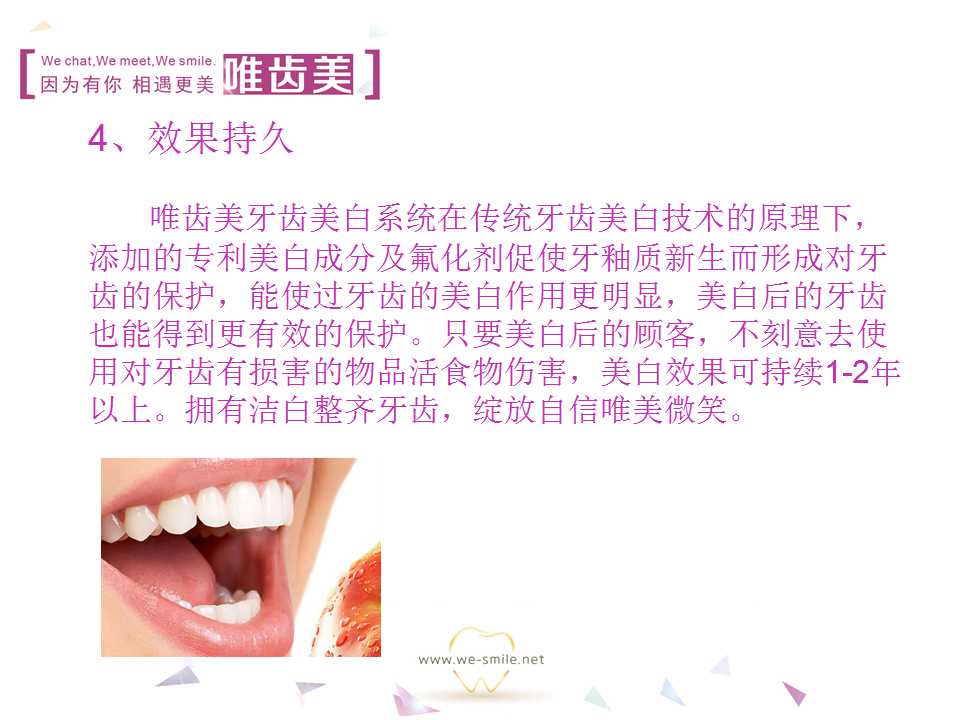 We chat,We meet,We smile.
因为有你 相遇更美
唯齿美
4、效果持久
唯齿美牙齿美白系统在传统牙齿美白技术的原理下，
添加的专利美白成分及氟化剂促使牙釉质新生而形成对牙
齿的保护，能使过牙齿的美白作用更明显，美白后的牙齿
也能得到更有效的保护。只要美白后的顾客，不刻意去使
用对牙齿有损害的物品活食物伤害，美白效果可持续1-2年
以上。拥有洁白整齐牙齿，绽放自信唯美微笑。
www.we-smile.net